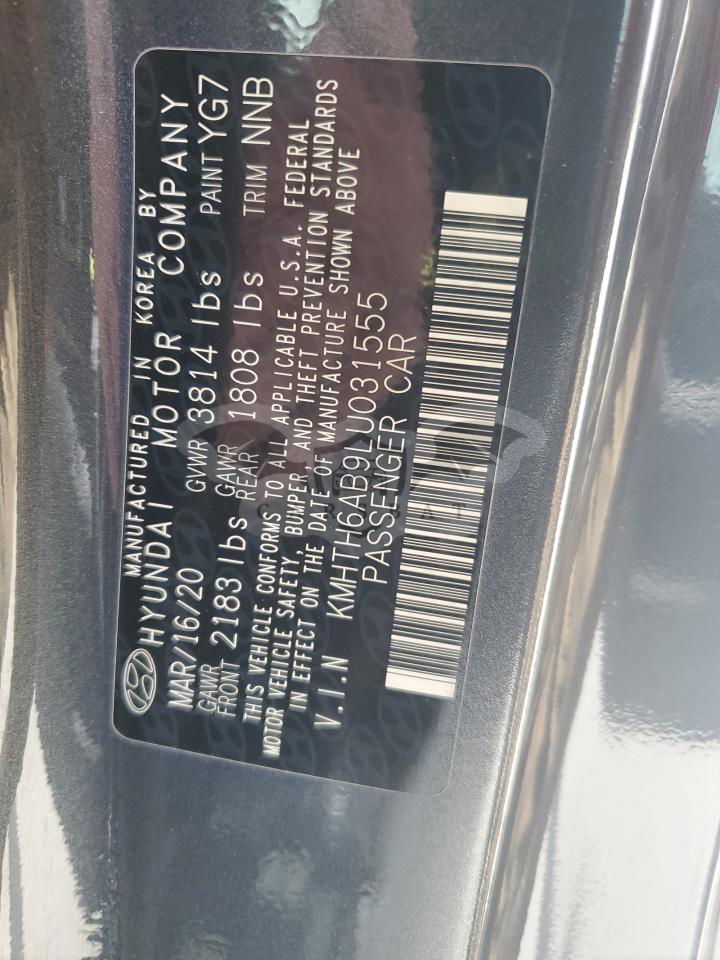 MANUFACTURED IN KOREA BY
HYUNDAI MOTOR COMPANY
MAR/16/20 GVWR 3814 lbs PAINT YG7
GAWR FRONT 2183 lbs GAWR REAR 1808 lbs TRIM NNB
THIS VEHICLE CONFORMS TO ALL APPLICABLE U.S.A. FEDERAL
MOTOR VEHICLE SAFETY, BUMPER, AND THEFT PREVENTION STANDARDS
IN EFFECT ON THE DATE OF MANUFACTURE SHOWN ABOVE
V.I.N KMHTH6AB9LU031555
PASSENGER CAR